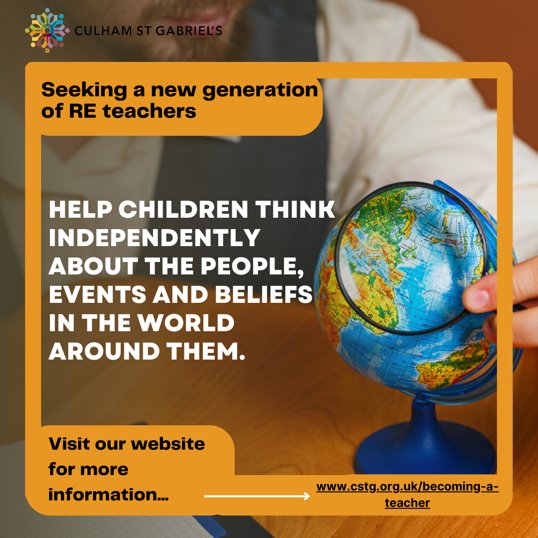 CULHAM ST GABRIEL'S
Seeking a new generation
of RE teachers
HELP CHILDREN THINK
INDEPENDENTLY
ABOUT THE PEOPLE,
EVENTS AND BELIEFS
IN THE WORLD
AROUND THEM.
Visit our website
for more
information...
www.cstg.org.uk/becoming-a-
teacher